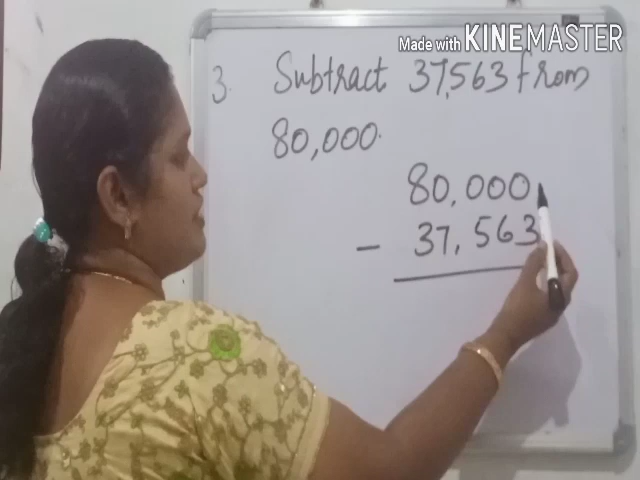 Made with KINEMASTER
3. Subtract 37,563 from
80,000.
80,000
- 37,563